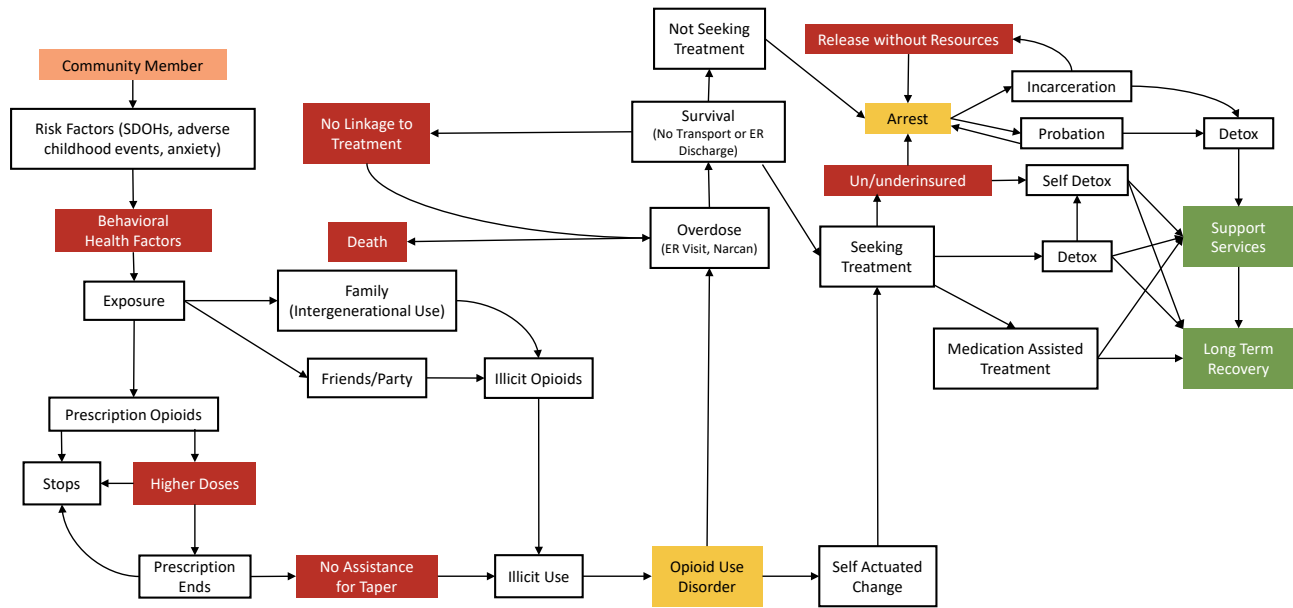 Not Seeking
Treatment
Release without Resources
Community Member
Incarceration
Risk Factors (SDOHs, adverse
childhood events, anxiety)
No Linkage to
Treatment
Survival
(No Transport or ER
Discharge)
Arrest
Probation
Detox
Un/underinsured
Self Detox
Behavioral
Health Factors
Death
Overdose
(ER Visit, Narcan)
Seeking
Treatment
Detox
Support
Services
Exposure
Family
(Intergenerational Use)
Friends/Party
Illicit Opioids
Medication Assisted
Treatment
Long Term
Recovery
Prescription Opioids
Stops
Higher Doses
Prescription
Ends
No Assistance
for Taper
Illicit Use
Opioid Use
Disorder
Self Actuated
Change